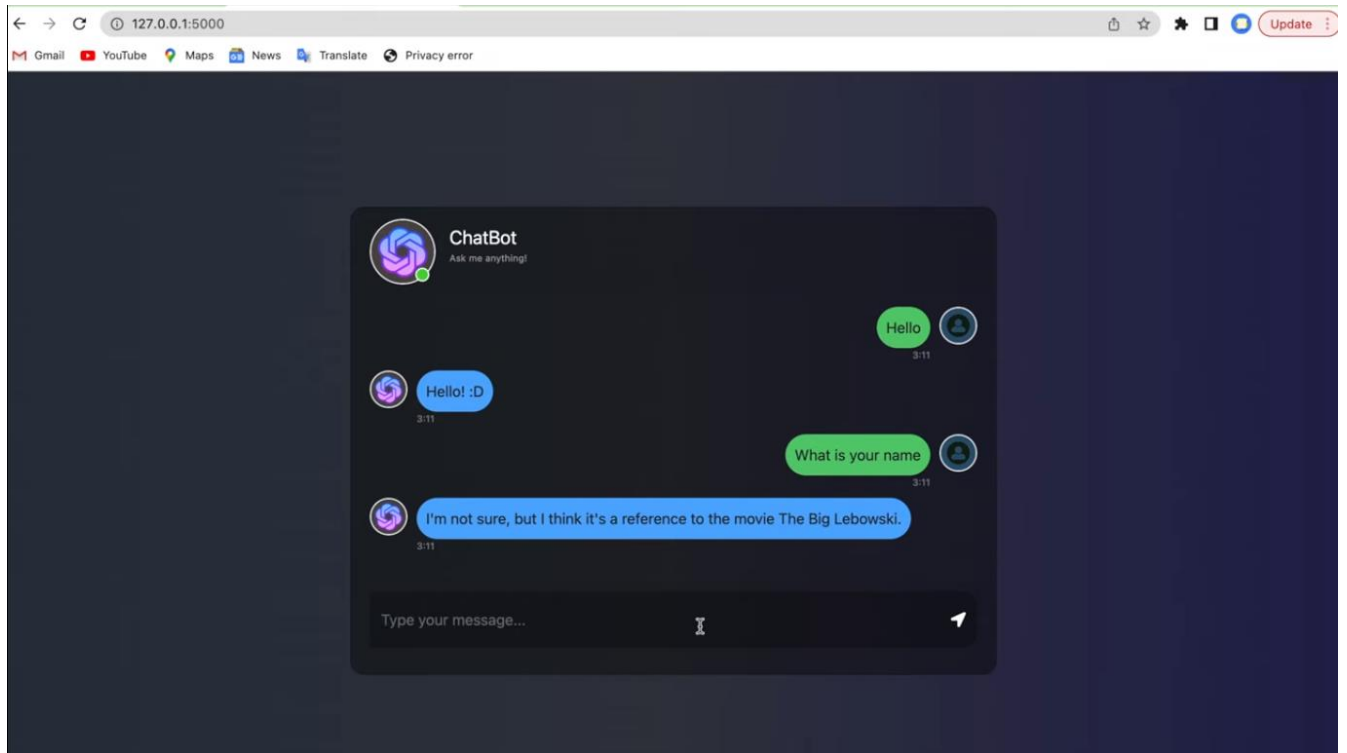 127.0.0.1:5000
Update
Gmail YouTube Maps News Translate Privacy error
ChatBot
Ask me anything!
Hello
3:11
Hello! :D
3:11
What is your name
3:11
I'm not sure, but I think it's a reference to the movie The Big Lebowski.
3:11
Type your message...